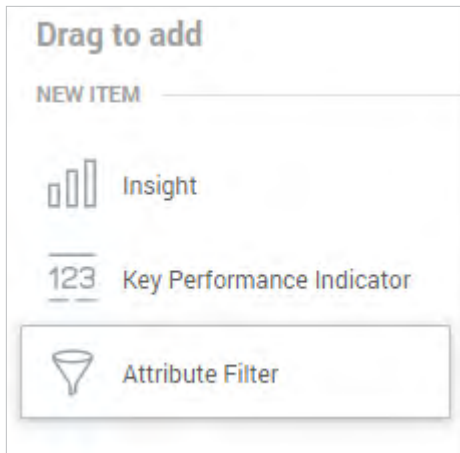 Drag to add
NEW ITEM
Insight
123 Key Performance Indicator
Attribute Filter